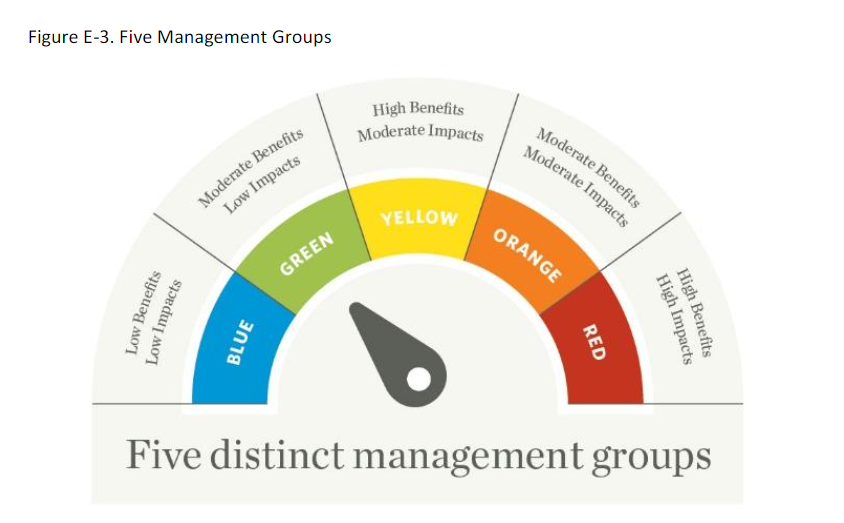 Figure E-3. Five Management Groups
Low Benefits
Low Impacts
BLUE
Moderate Benefits
Low Impacts
GREEN
High Benefits
Moderate Impacts
YELLOW
Moderate Benefits
Moderate Impacts
ORANGE
High Benefits
High Impacts
RED
Five distinct management groups